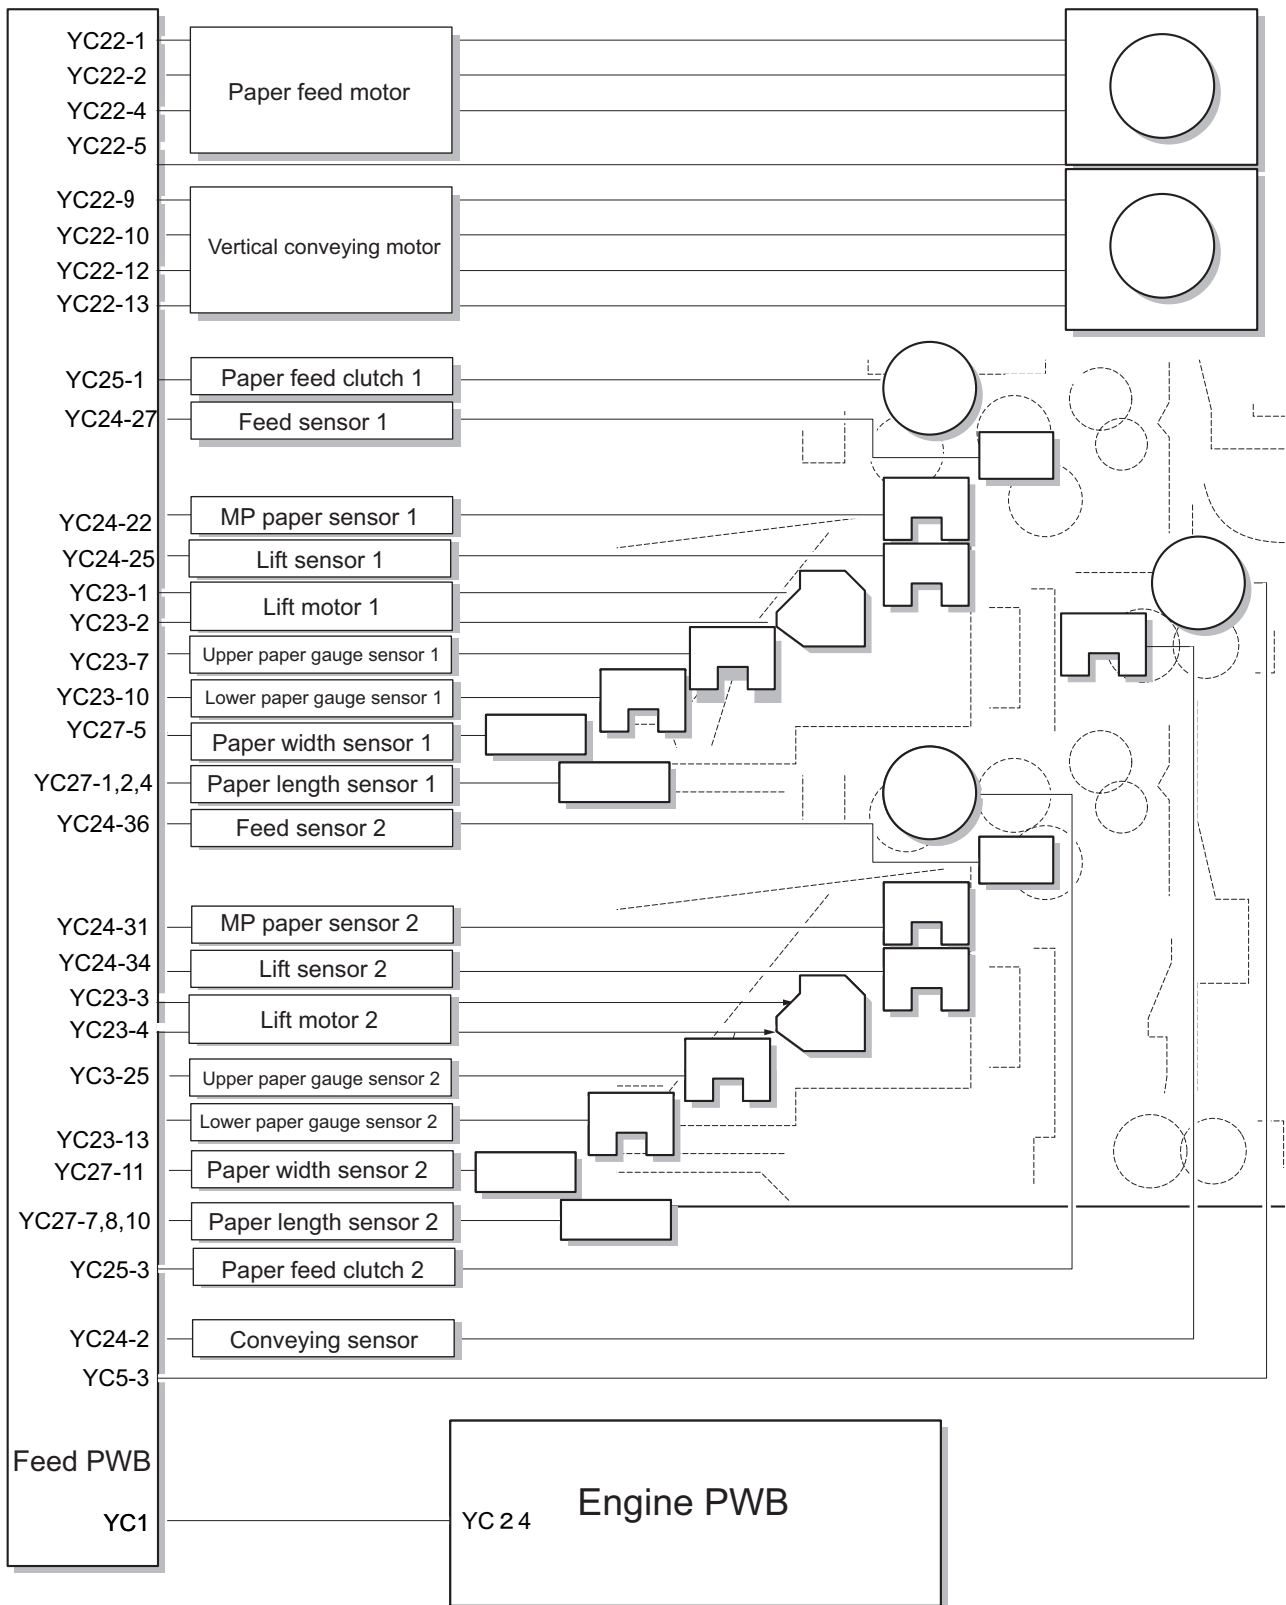 YC22-1
YC22-2
Paper feed motor
YC22-4
YC22-5
YC22-9
YC22-10
Vertical conveying motor
YC22-12
YC22-13
YC25-1 Paper feed clutch 1
YC24-27 Feed sensor 1
YC24-22 MP paper sensor 1
YC24-25 Lift sensor 1
YC23-1
Lift motor 1
YC23-2
YC23-7 Upper paper gauge sensor 1
YC23-10 Lower paper gauge sensor 1
YC27-5 Paper width sensor 1
YC27-1,2,4 Paper length sensor 1
YC24-36 Feed sensor 2
YC24-31 MP paper sensor 2
YC24-34 Lift sensor 2
YC23-3
Lift motor 2
YC23-4
YC3-25 Upper paper gauge sensor 2
YC23-13 Lower paper gauge sensor 2
YC27-11 Paper width sensor 2
YC27-7,8,10 Paper length sensor 2
YC25-3 Paper feed clutch 2
YC24-2 Conveying sensor
YC5-3
Feed PWB
Engine PWB
YC1 YC24